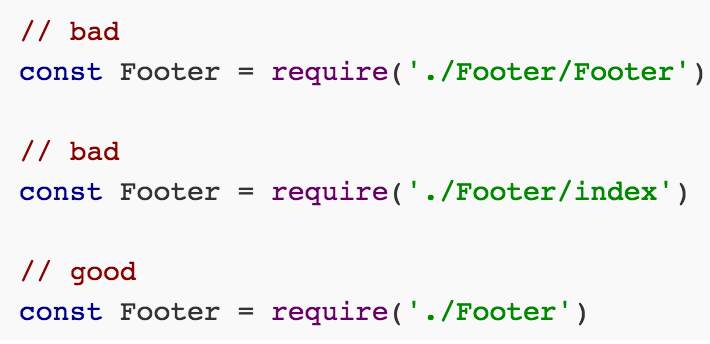 // bad
const Footer = require('./Footer/Footer')
// bad
const Footer = require('./Footer/index')
// good
const Footer = require('./Footer')